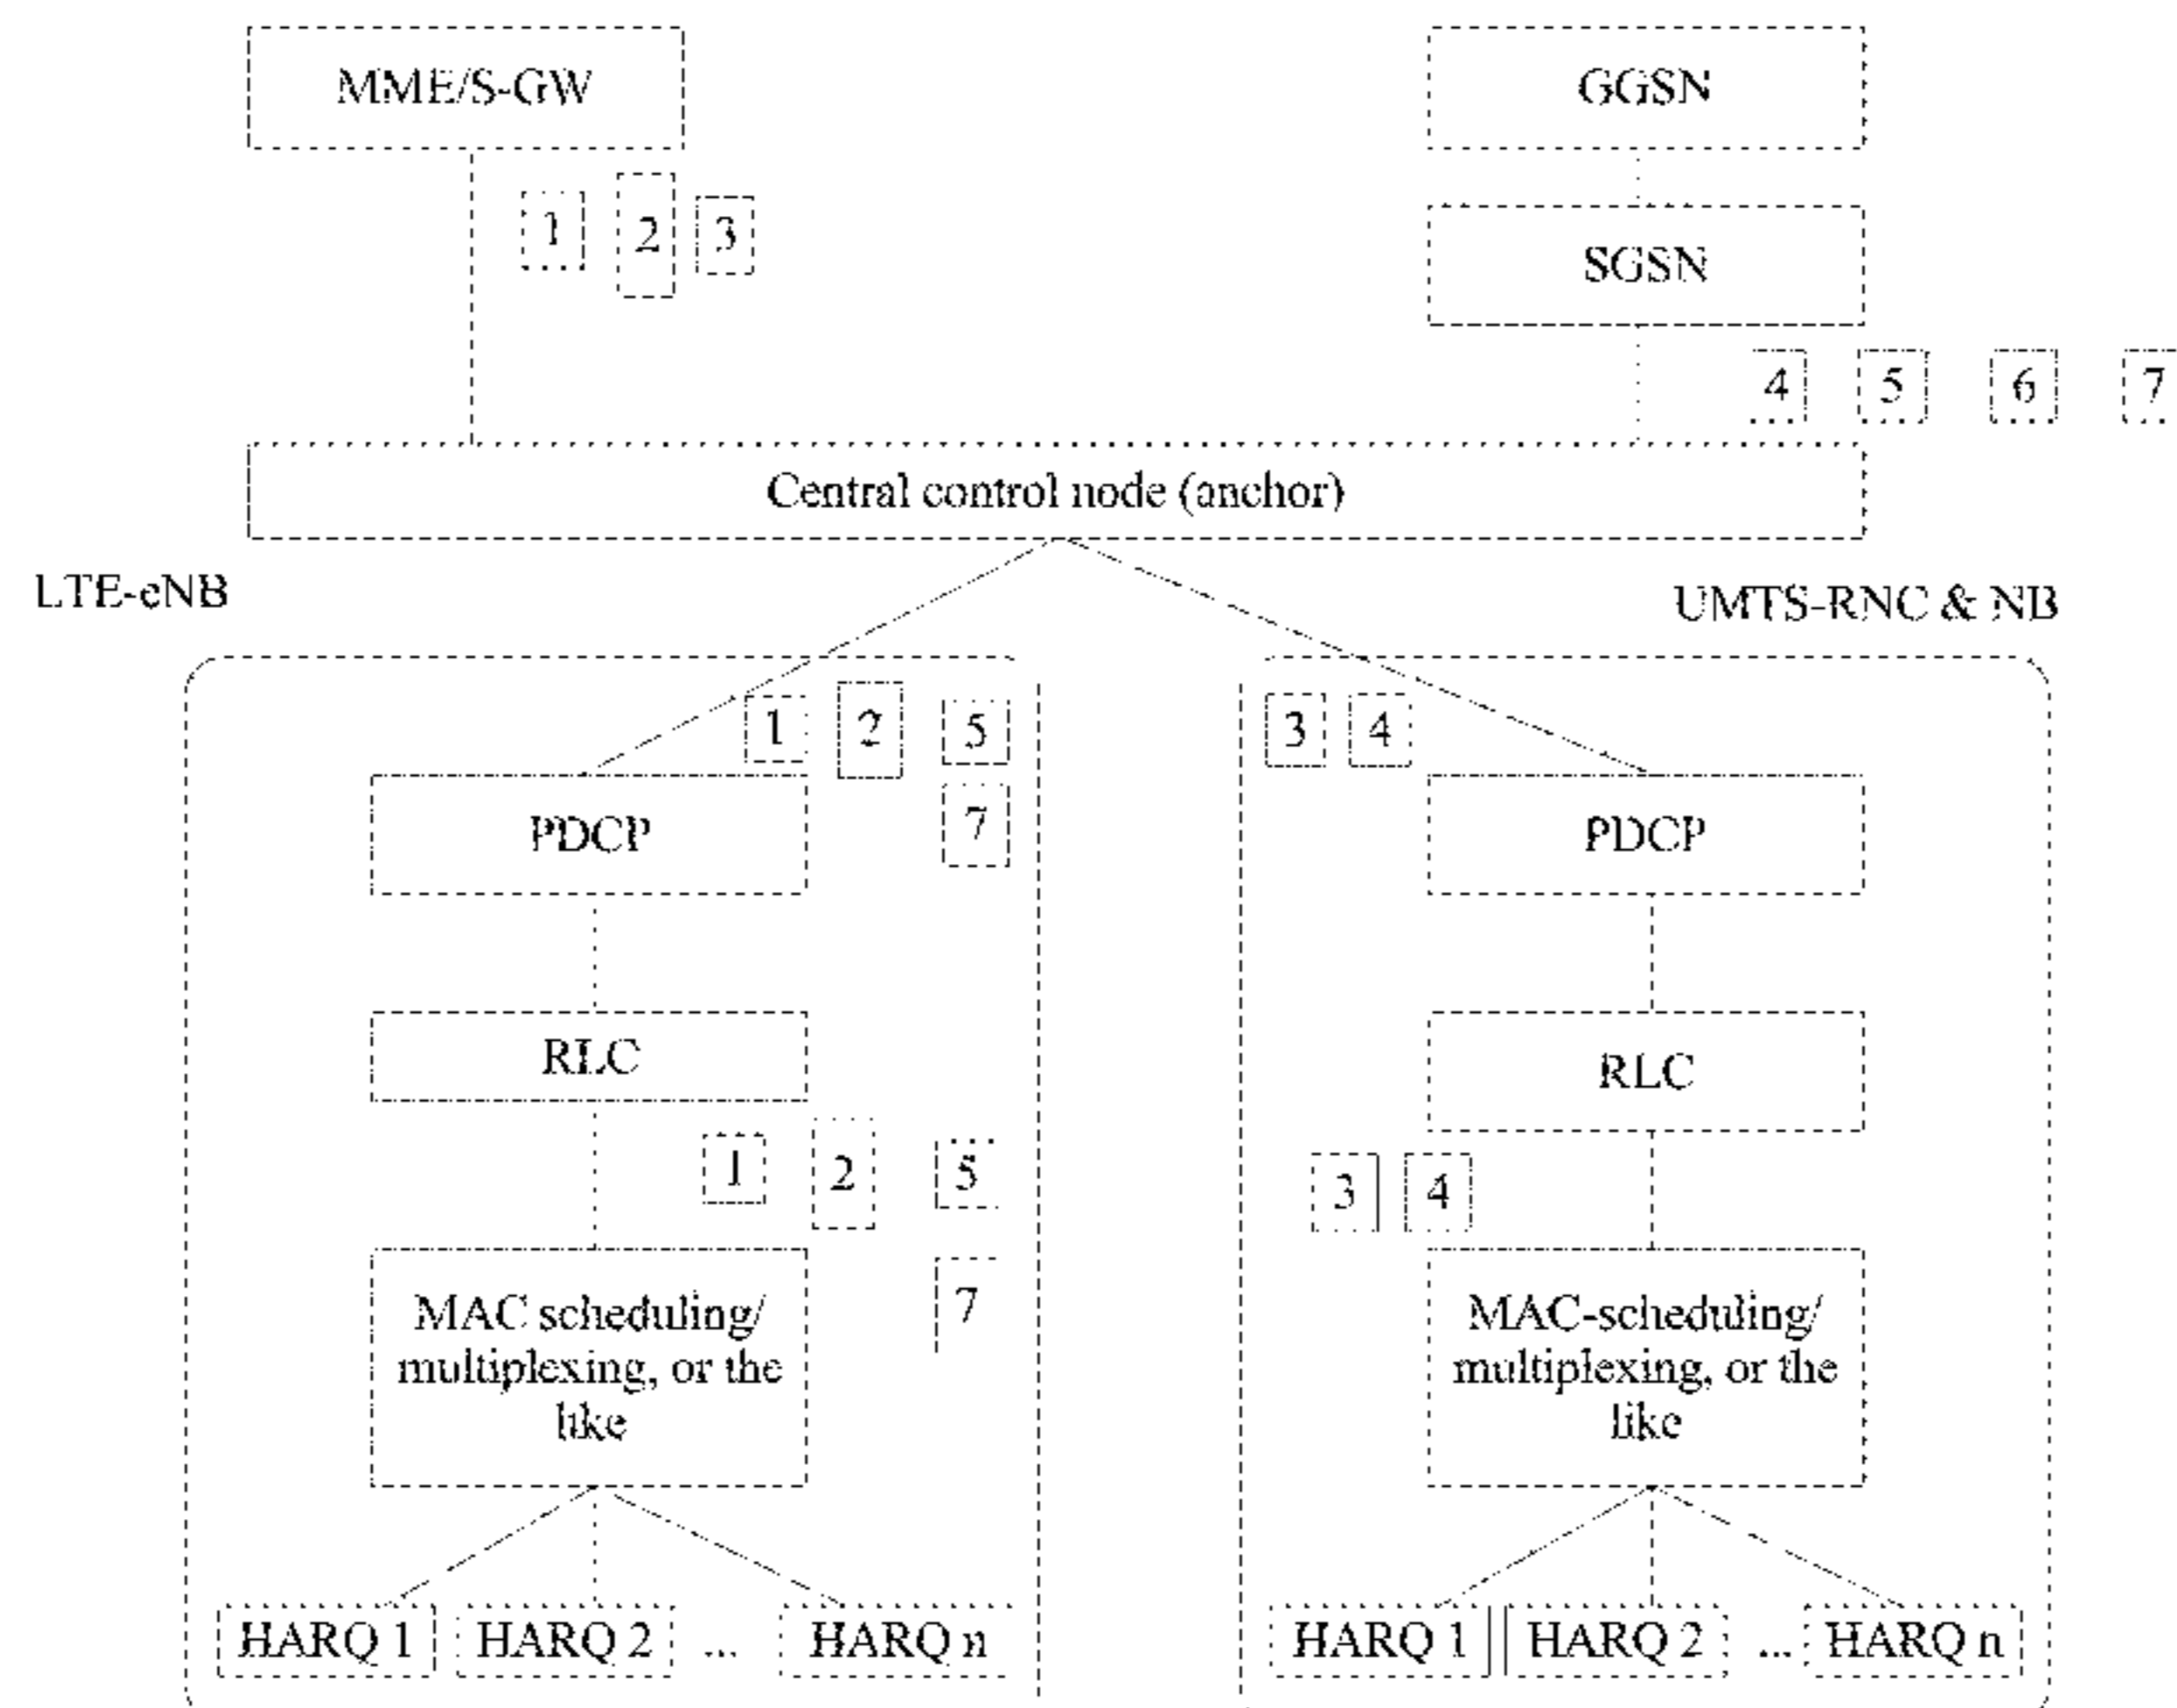 MME/S-GW
GGSN
1 2 3
SGSN
4 5 6 7
Central control node (anchor)
LTE-eNB
UMTS-RNC & NB
1 2 5
3 4
7
PDCP
PDCP
RLC
RLC
1 2 5
3 4
7
MAC scheduling/
multiplexing, or the
like
MAC-scheduling/
multiplexing, or the
like
HARQ 1 HARQ 2 ... HARQ n
HARQ 1 HARQ 2 ... HARQ n